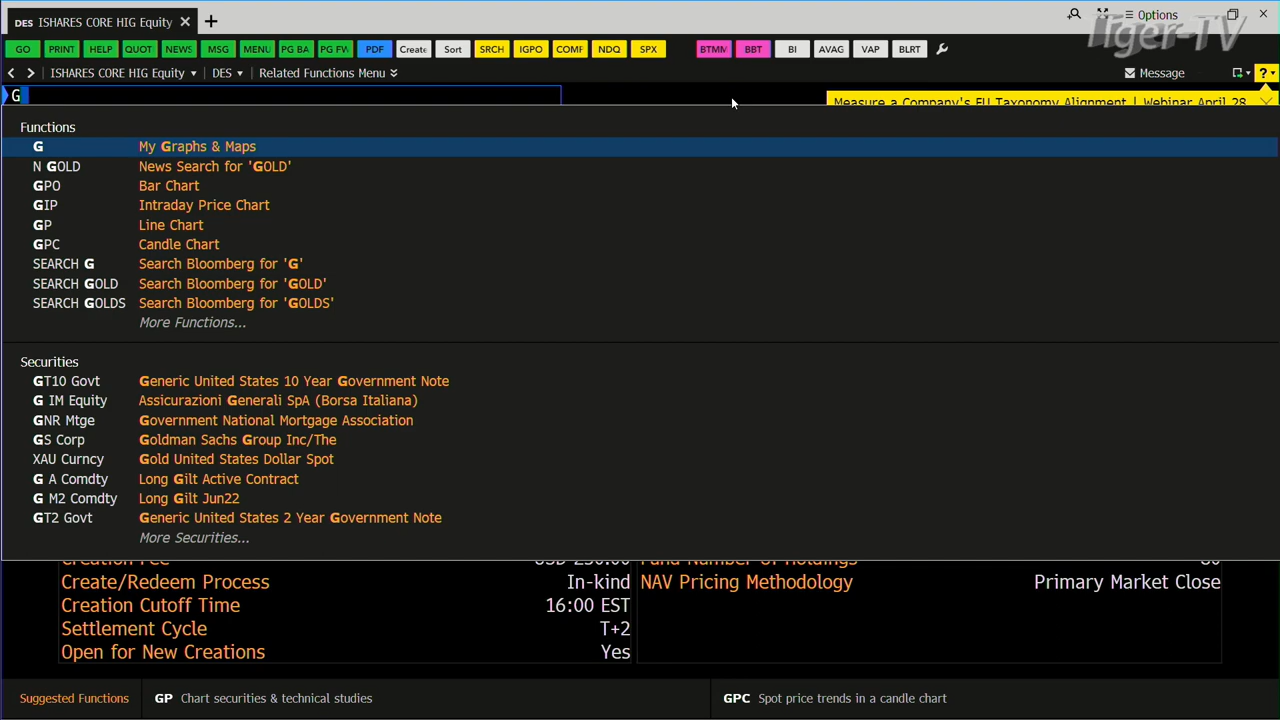 DES ISHARES CORE HIG Equity
Options
Tiger-TV
GO PRINT HELP QUOT NEWS MSG MENU PG BA PG FW PDF Create Sort SRCH IGPO COMF NDQ SPX BTMM BBT BI AVAG VAP BLRT
ISHARES CORE HIG Equity DES Related Functions Menu Message ?
G
Measure a Company's EU Taxonomy Alignment | Webinar April 28
Functions
G My Graphs & Maps
N GOLD News Search for 'GOLD'
GPO Bar Chart
GIP Intraday Price Chart
GP Line Chart
GPC Candle Chart
SEARCH G Search Bloomberg for 'G'
SEARCH GOLD Search Bloomberg for 'GOLD'
SEARCH GOLDS Search Bloomberg for 'GOLDS'
More Functions...
Securities
GT10 Govt Generic United States 10 Year Government Note
G IM Equity Assicurazioni Generali SpA (Borsa Italiana)
GNR Mtge Government National Mortgage Association
GS Corp Goldman Sachs Group Inc/The
XAU Curncy Gold United States Dollar Spot
G A Comdty Long Gilt Active Contract
G M2 Comdty Long Gilt Jun22
GT2 Govt Generic United States 2 Year Government Note
More Securities...
Creation Fee USD 250.00 Fund Number of Holdings
Create/Redeem Process In-kind NAV Pricing Methodology Primary Market Close
Creation Cutoff Time 16:00 EST
Settlement Cycle T+2
Open for New Creations Yes
Suggested Functions GP Chart securities & technical studies GPC Spot price trends in a candle chart